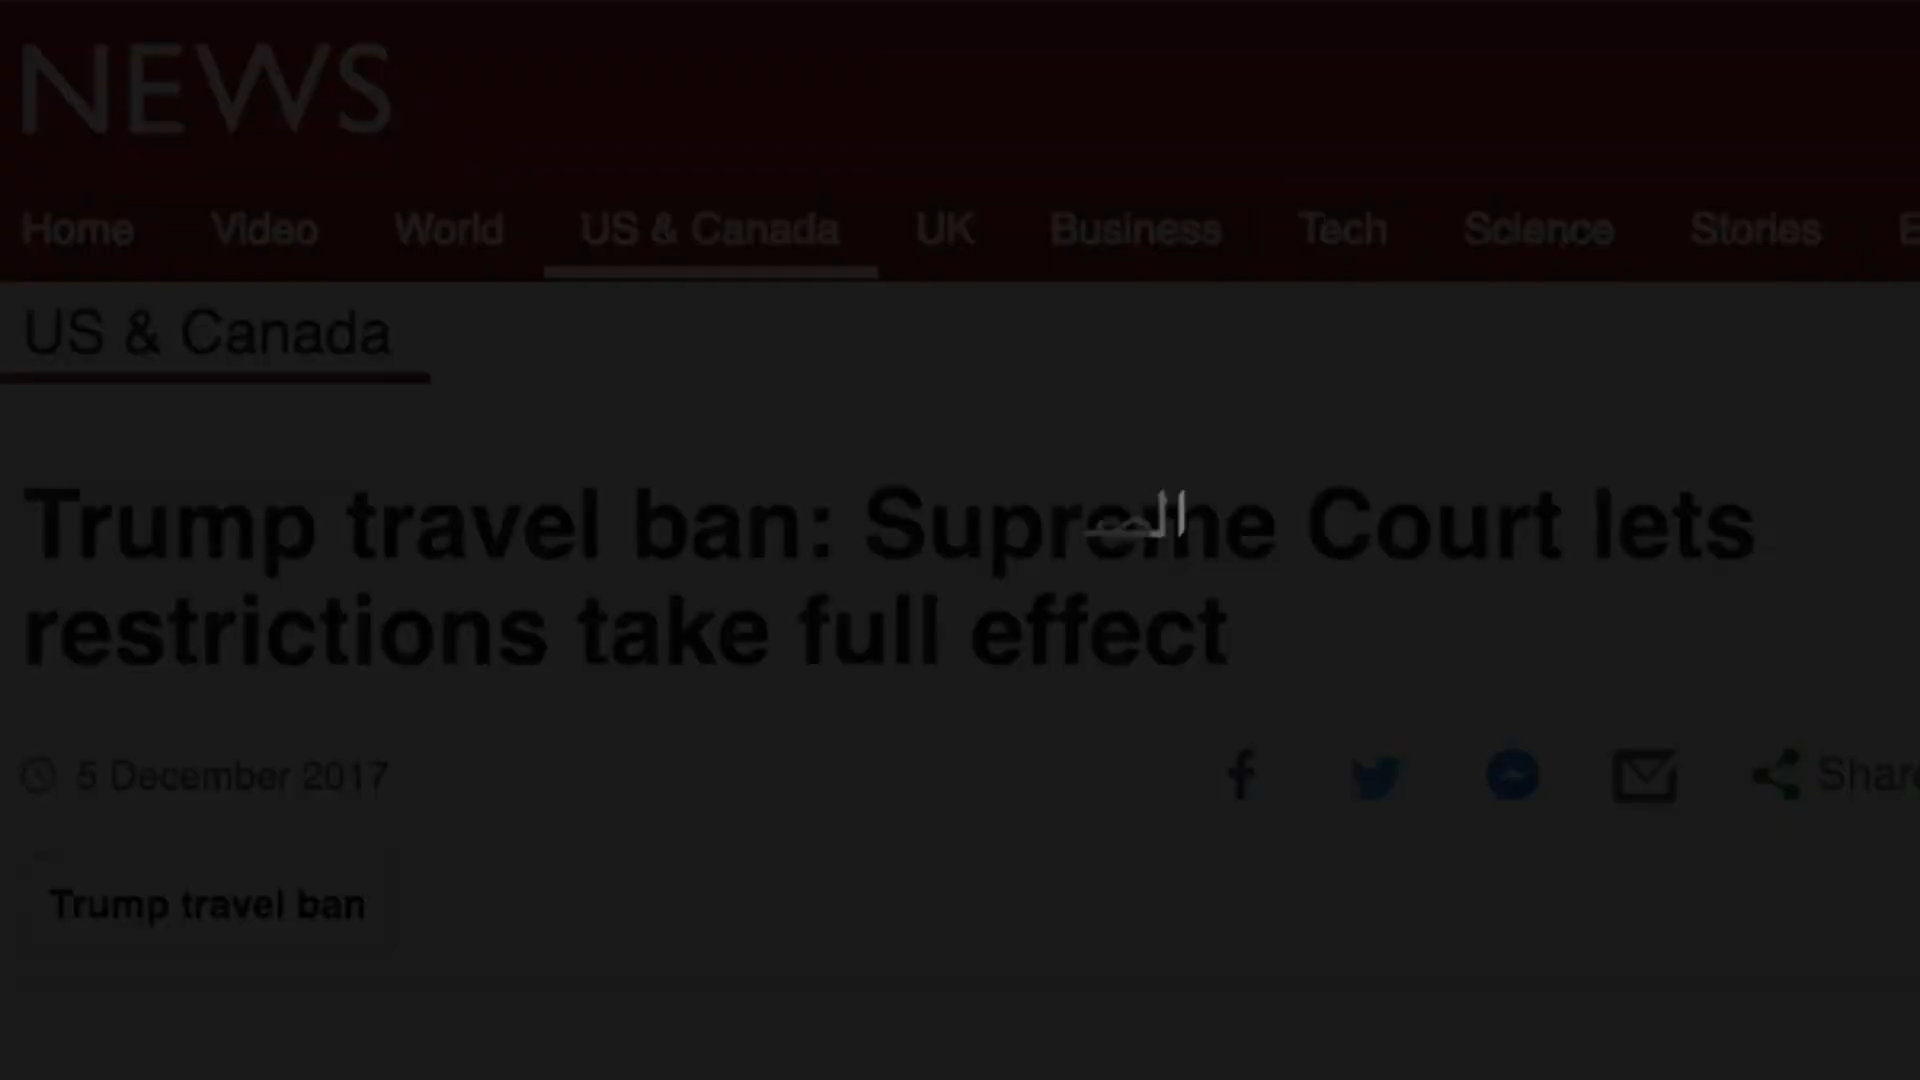 NEWS
Home Video World US & Canada UK Business Tech Science Stories
US & Canada
Trump travel ban: Supreme Court lets
restrictions take full effect
5 December 2017 Share
Trump travel ban